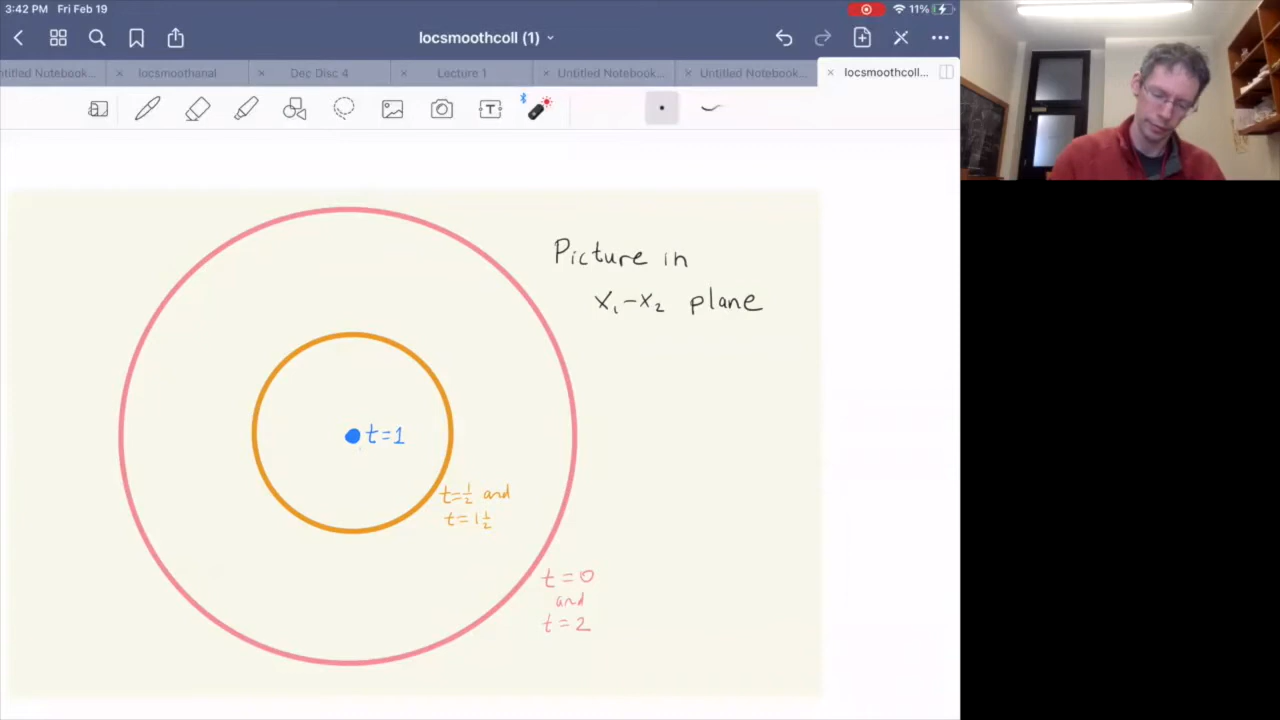 3:42 PM Fri Feb 19
11%
locsmoothcoll (1)
ntitled Notebook...
locsmoothanal
Dec Disc 4
Lecture 1
Untitled Notebook...
Untitled Notebook...
locsmoothcoll...
T
Picture in
x₁-x₂ plane
t=1
t=½ and
t=1½
t=0
and
t=2